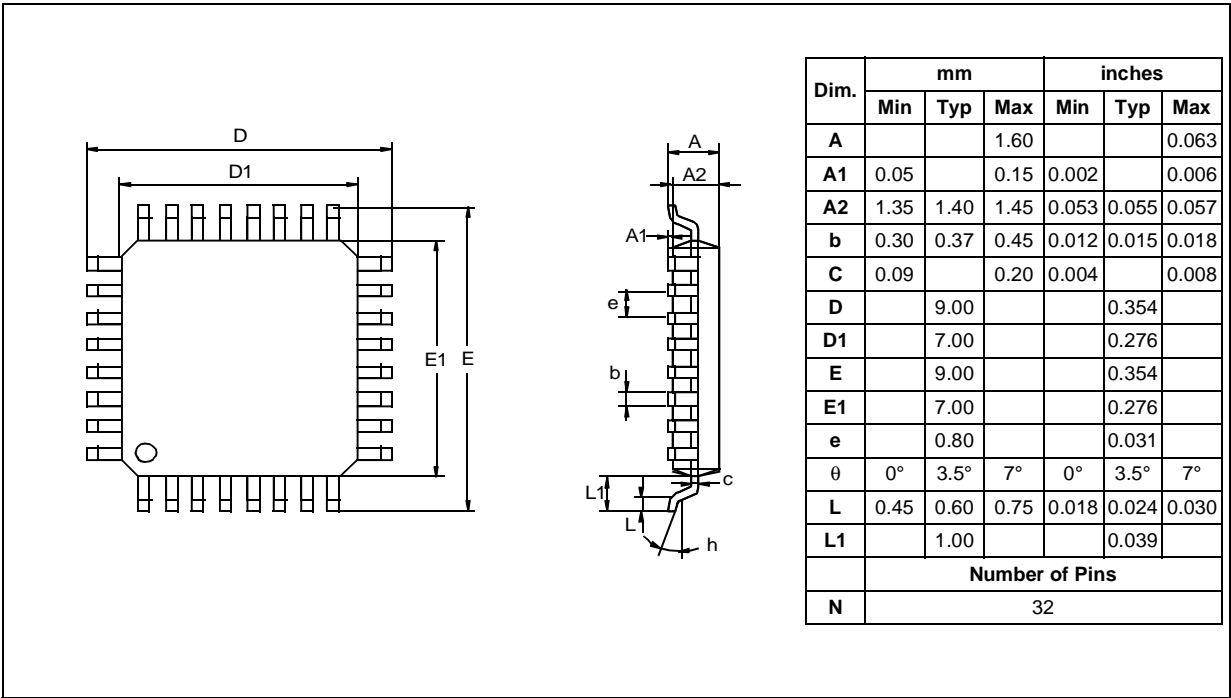 D
D1
E1 E
A
A2
A1
e
b
c
L1
L
h
Dim. mm inches
Min Typ Max Min Typ Max
A 1.60 0.063
A1 0.05 0.15 0.002 0.006
A2 1.35 1.40 1.45 0.053 0.055 0.057
b 0.30 0.37 0.45 0.012 0.015 0.018
C 0.09 0.20 0.004 0.008
D 9.00 0.354
D1 7.00 0.276
E 9.00 0.354
E1 7.00 0.276
e 0.80 0.031
θ 0° 3.5° 7° 0° 3.5° 7°
L 0.45 0.60 0.75 0.018 0.024 0.030
L1 1.00 0.039
Number of Pins
N 32